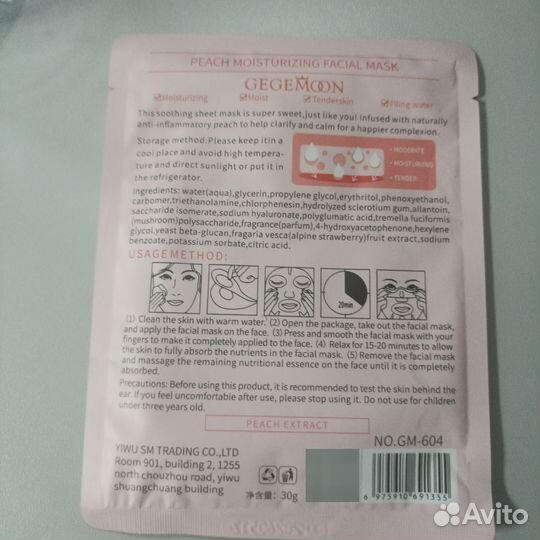 PEACH MOISTURIZING FACIAL MASK
GEGEMOON
Moisturizing Moist Tenderskin Filling water
This soothing sheet mask is super sweet,just like you! infused with naturally
anti-inflammatory peach to help clarify and calm for a happier complexion.
Storage method:Please keep itin a
cool place and avoid high tempera-
ture and direct sunlight or put it in
the refrigerator.
MODERATE
MOISTURIZING
TENDER
Ingredients: water(aqua),glycerin,propylene glycol,erythritol,phenoxyethanol,
carbomer,triethanolamine,chlorphenesin,hydrolyzed sclerotium gum,allantoin,
saccharide isomerate,sodium hyaluronate,polyglumatic acid,tremella fuciformis
(mushroom)polysaccharide,fragrance(parfum),4-hydroxyacetophenone,hexylene
glycol,yeast beta-glucan,fragaria vesca(alpine strawberry)fruit extract,sodium
benzoate,potassium sorbate,citric acid.
USAGE METHOD:
20min
(1) Clean the skin with warm water. (2) Open the package, take out the facial mask,
and apply the facial mask on the face. (3) Press and smooth the facial mask with your
fingers to make it completely applied to the face. (4) Relax for 15-20 minutes to allow
the skin to fully absorb the nutrients in the facial mask. (5) Remove the facial mask
and massage the remaining nutritional essence on the face until it is completely
absorbed.
Precautions: Before using this product, it is recommended to test the skin behind the
ear. If you feel uncomfortable after use, please stop using it. Do not use for children
under three years old.
PEACH EXTRACT
NO.GM-604
YIWU SM TRADING CO.,LTD
Room 901, building 2, 1255
north chouzhou road, yiwu
shuangchuang building
净含量: 30g
6 975910 691355
Avito